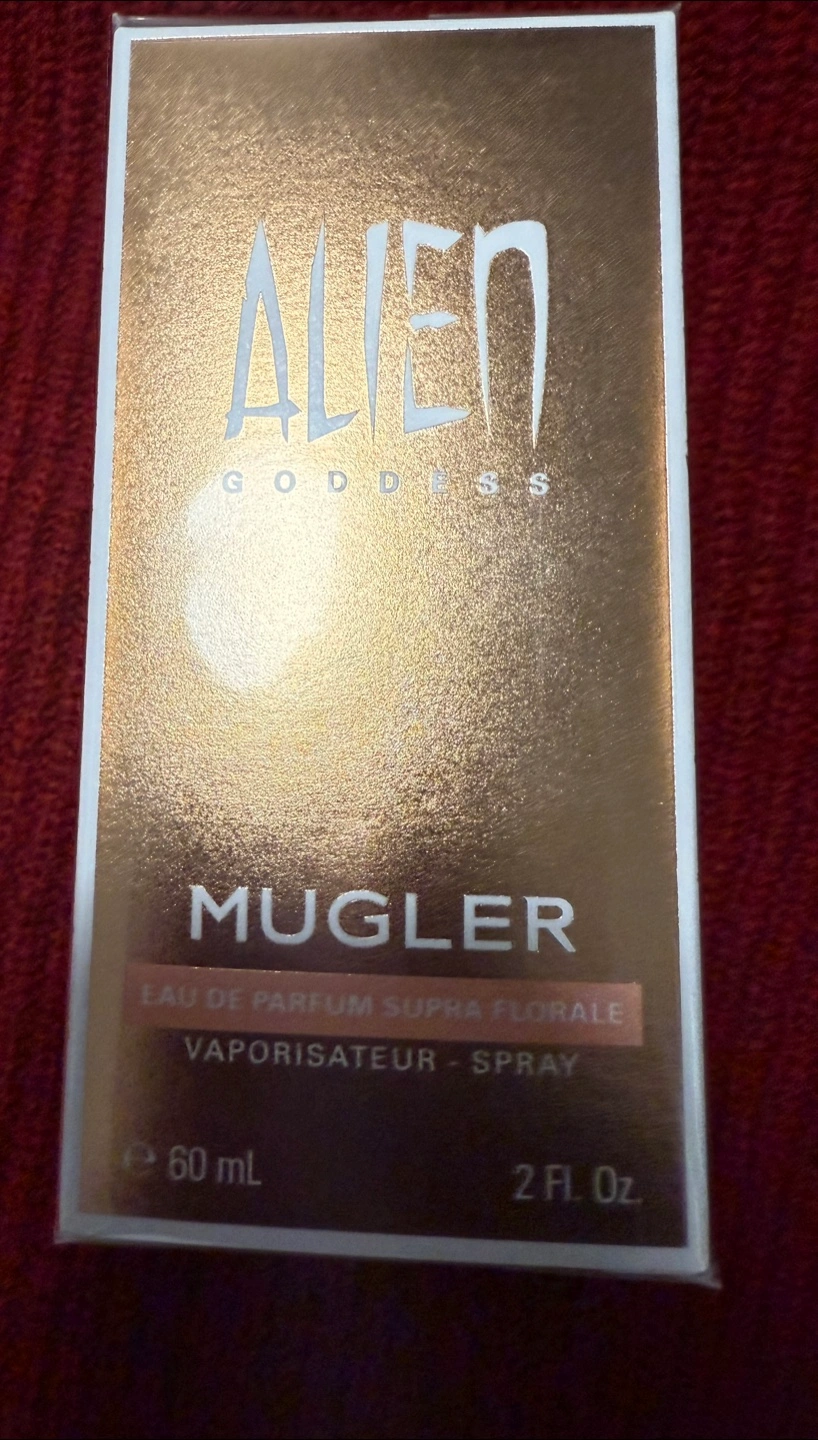 ALIEN
GODDESS
MUGLER
EAU DE PARFUM SUPRA FLORALE
VAPORISATEUR - SPRAY
℮ 60 mL 2 Fl. Oz.